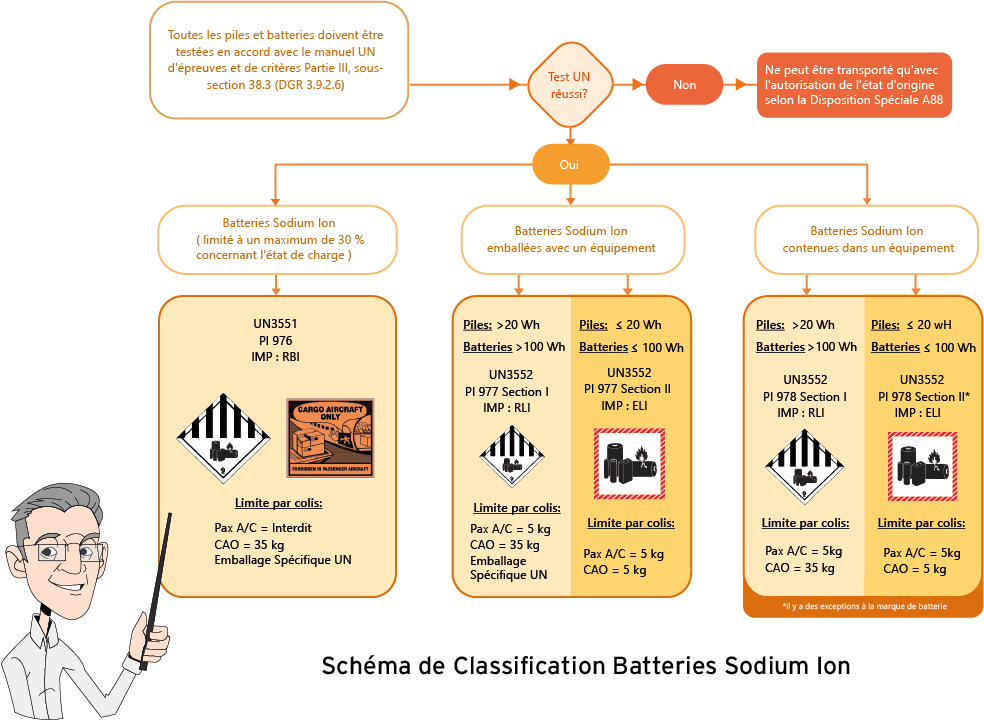 Toutes les piles et batteries doivent être
testées en accord avec le manuel UN
d'épreuves et de critères Partie III, sous-
section 38.3 (DGR 3.9.2.6)
Test UN
réussi?
Non
Ne peut être transporté qu'avec
l'autorisation de l'état d'origine
selon la Disposition Spéciale A88
Oui
Batteries Sodium Ion
( limité à un maximum de 30 %
concernant l'état de charge )
Batteries Sodium Ion
emballées avec un équipement
Batteries Sodium Ion
contenues dans un équipement
UN3551
PI 976
IMP : RBI
9
CARGO AIRCRAFT
ONLY
FORBIDDEN IN PASSENGER AIRCRAFT
Limite par colis:
Pax A/C = Interdit
CAO = 35 kg
Emballage Spécifique UN
Piles: >20 Wh
Batteries >100 Wh
UN3552
PI 977 Section I
IMP : RLI
9
Limite par colis:
Pax A/C = 5 kg
CAO = 35 kg
Emballage
Spécifique UN
Piles: ≤ 20 Wh
Batteries ≤ 100 Wh
UN3552
PI 977 Section II
IMP : ELI
Limite par colis:
Pax A/C = 5 kg
CAO = 5 kg
Piles: >20 Wh
Batteries >100 Wh
UN3552
PI 978 Section I
IMP : RLI
9
Limite par colis:
Pax A/C = 5kg
CAO = 35 kg
Piles: ≤ 20 wH
Batteries ≤ 100 Wh
UN3552
PI 978 Section II*
IMP : ELI
Limite par colis:
Pax A/C = 5kg
CAO = 5 kg
*il y a des exceptions à la marque de batterie
Schéma de Classification Batteries Sodium Ion